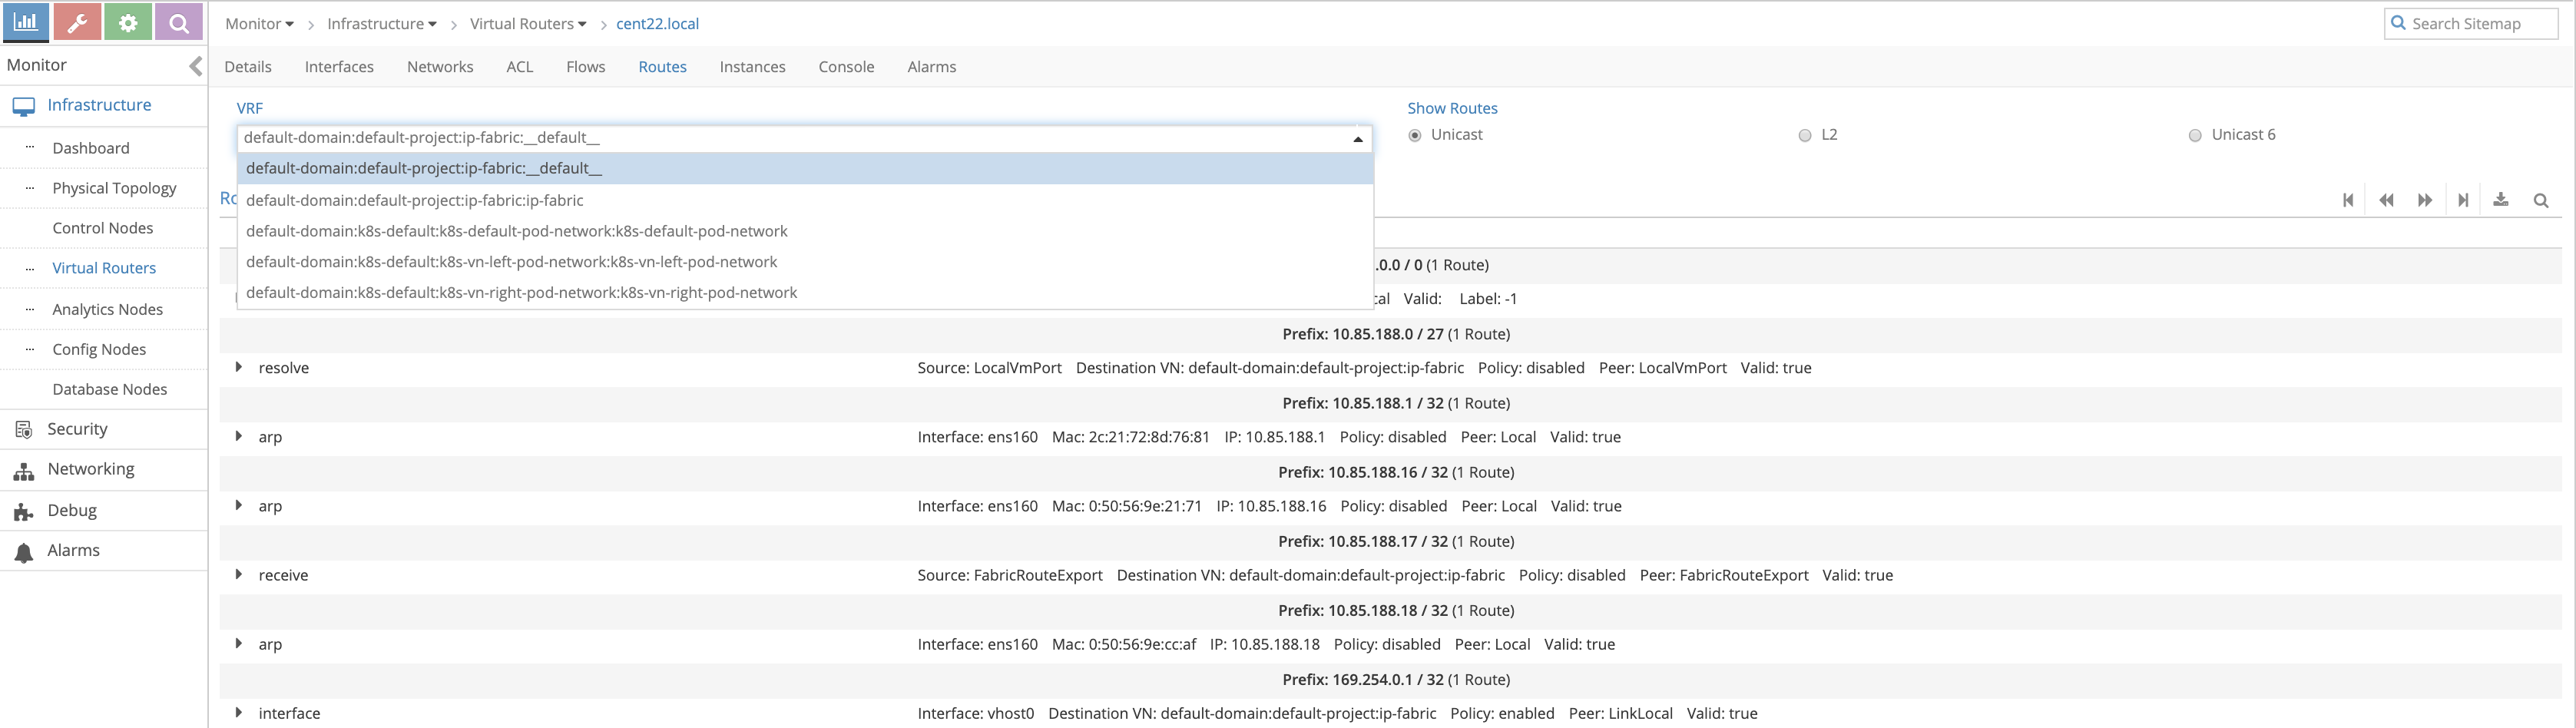 Monitor Infrastructure Virtual Routers cent22.local
Search Sitemap
Monitor
Details Interfaces Networks ACL Flows Routes Instances Console Alarms
Infrastructure
Dashboard
Physical Topology
Control Nodes
Virtual Routers
Analytics Nodes
Config Nodes
Database Nodes
Security
Networking
Debug
Alarms
VRF
default-domain:default-project:ip-fabric:__default__
default-domain:default-project:ip-fabric:__default__
default-domain:default-project:ip-fabric:ip-fabric
default-domain:k8s-default:k8s-default-pod-network:k8s-default-pod-network
default-domain:k8s-default:k8s-vn-left-pod-network:k8s-vn-left-pod-network
default-domain:k8s-default:k8s-vn-right-pod-network:k8s-vn-right-pod-network
Show Routes
Unicast L2 Unicast 6
.0.0 / 0 (1 Route)
Valid: Label: -1
Prefix: 10.85.188.0 / 27 (1 Route)
resolve Source: LocalVmPort Destination VN: default-domain:default-project:ip-fabric Policy: disabled Peer: LocalVmPort Valid: true
Prefix: 10.85.188.1 / 32 (1 Route)
arp Interface: ens160 Mac: 2c:21:72:8d:76:81 IP: 10.85.188.1 Policy: disabled Peer: Local Valid: true
Prefix: 10.85.188.16 / 32 (1 Route)
arp Interface: ens160 Mac: 0:50:56:9e:21:71 IP: 10.85.188.16 Policy: disabled Peer: Local Valid: true
Prefix: 10.85.188.17 / 32 (1 Route)
receive Source: FabricRouteExport Destination VN: default-domain:default-project:ip-fabric Policy: disabled Peer: FabricRouteExport Valid: true
Prefix: 10.85.188.18 / 32 (1 Route)
arp Interface: ens160 Mac: 0:50:56:9e:cc:af IP: 10.85.188.18 Policy: disabled Peer: Local Valid: true
Prefix: 169.254.0.1 / 32 (1 Route)
interface Interface: vhost0 Destination VN: default-domain:default-project:ip-fabric Policy: enabled Peer: LinkLocal Valid: true